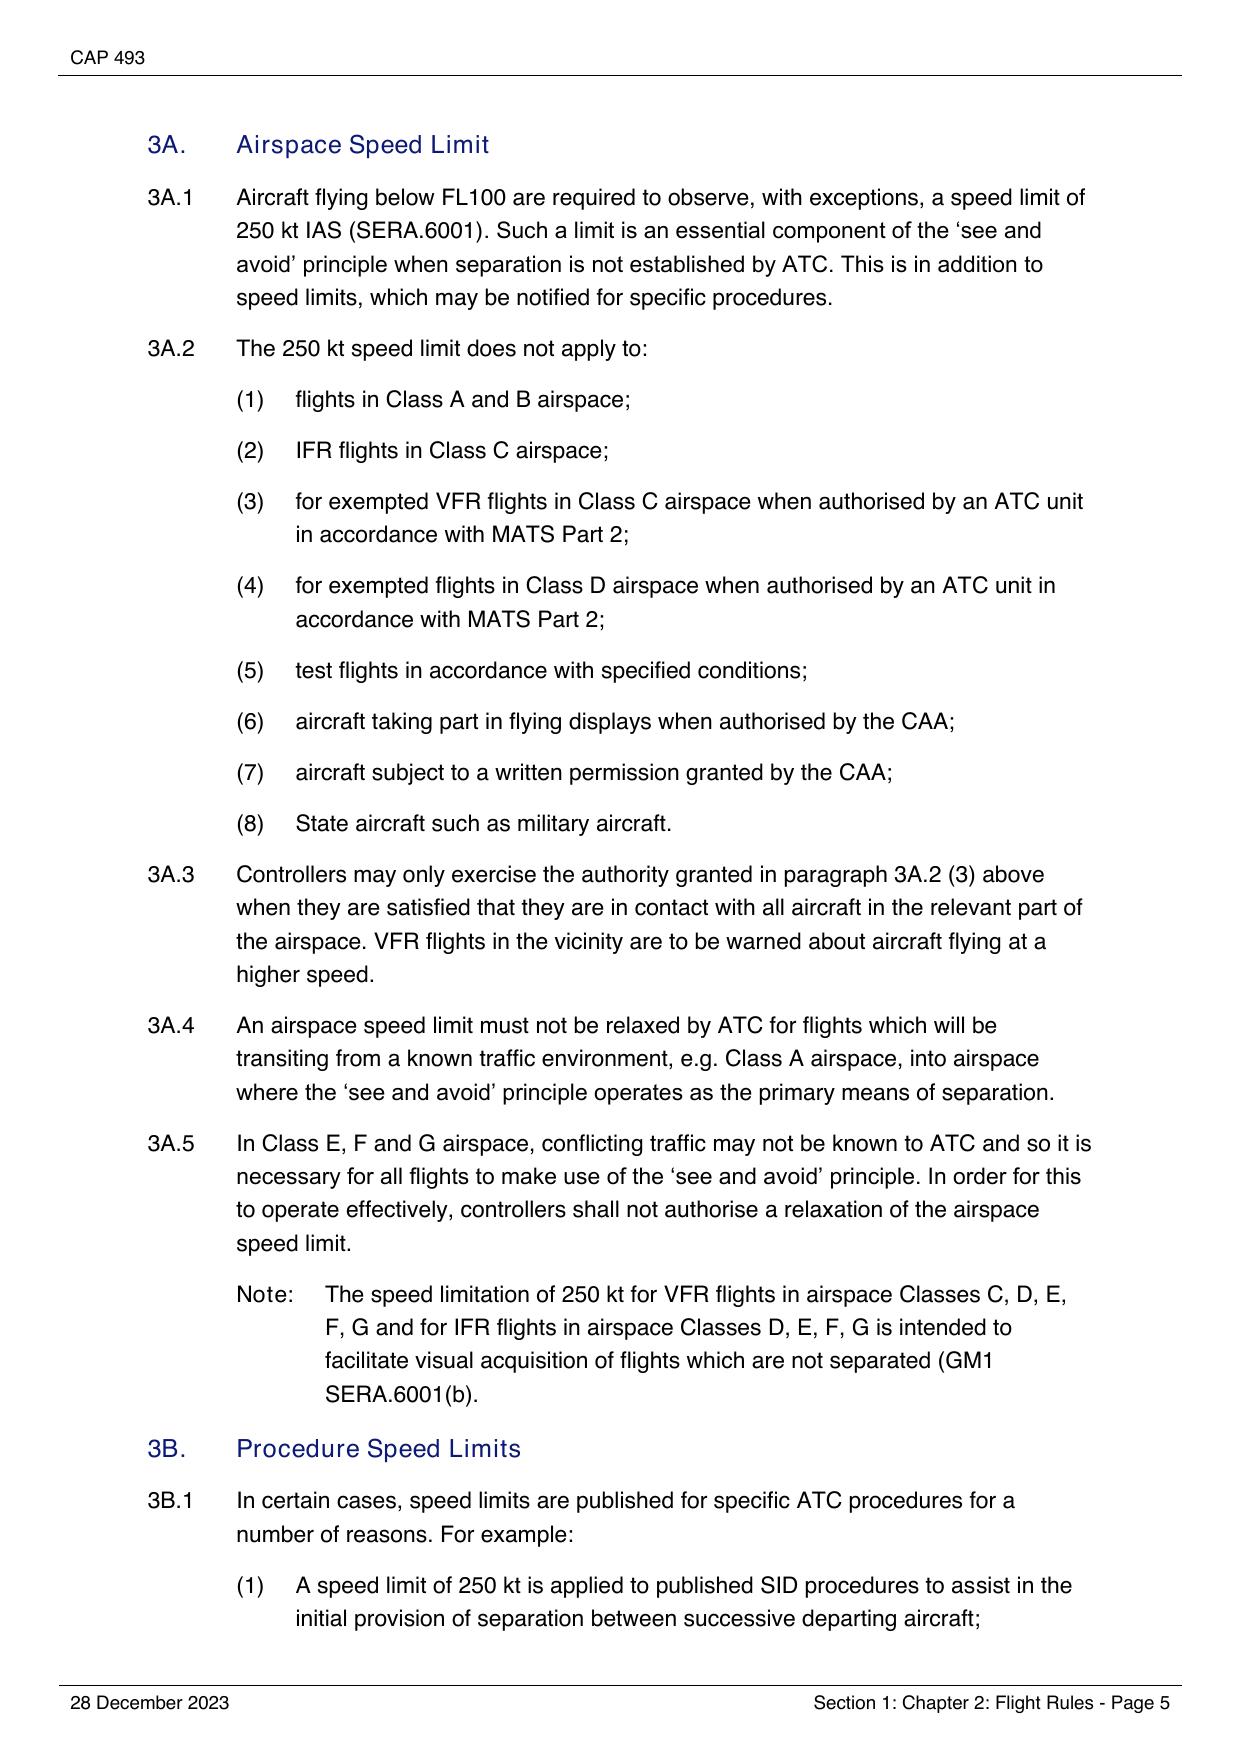 CAP 493
3A. Airspace Speed Limit
3A.1 Aircraft flying below FL100 are required to observe, with exceptions, a speed limit of
250 kt IAS (SERA.6001). Such a limit is an essential component of the ‘see and
avoid’ principle when separation is not established by ATC. This is in addition to
speed limits, which may be notified for specific procedures.
3A.2 The 250 kt speed limit does not apply to:
(1) flights in Class A and B airspace;
(2) IFR flights in Class C airspace;
(3) for exempted VFR flights in Class C airspace when authorised by an ATC unit
in accordance with MATS Part 2;
(4) for exempted flights in Class D airspace when authorised by an ATC unit in
accordance with MATS Part 2;
(5) test flights in accordance with specified conditions;
(6) aircraft taking part in flying displays when authorised by the CAA;
(7) aircraft subject to a written permission granted by the CAA;
(8) State aircraft such as military aircraft.
3A.3 Controllers may only exercise the authority granted in paragraph 3A.2 (3) above
when they are satisfied that they are in contact with all aircraft in the relevant part of
the airspace. VFR flights in the vicinity are to be warned about aircraft flying at a
higher speed.
3A.4 An airspace speed limit must not be relaxed by ATC for flights which will be
transiting from a known traffic environment, e.g. Class A airspace, into airspace
where the ‘see and avoid’ principle operates as the primary means of separation.
3A.5 In Class E, F and G airspace, conflicting traffic may not be known to ATC and so it is
necessary for all flights to make use of the ‘see and avoid’ principle. In order for this
to operate effectively, controllers shall not authorise a relaxation of the airspace
speed limit.
Note: The speed limitation of 250 kt for VFR flights in airspace Classes C, D, E,
F, G and for IFR flights in airspace Classes D, E, F, G is intended to
facilitate visual acquisition of flights which are not separated (GM1
SERA.6001(b).
3B. Procedure Speed Limits
3B.1 In certain cases, speed limits are published for specific ATC procedures for a
number of reasons. For example:
(1) A speed limit of 250 kt is applied to published SID procedures to assist in the
initial provision of separation between successive departing aircraft;
28 December 2023 Section 1: Chapter 2: Flight Rules - Page 5